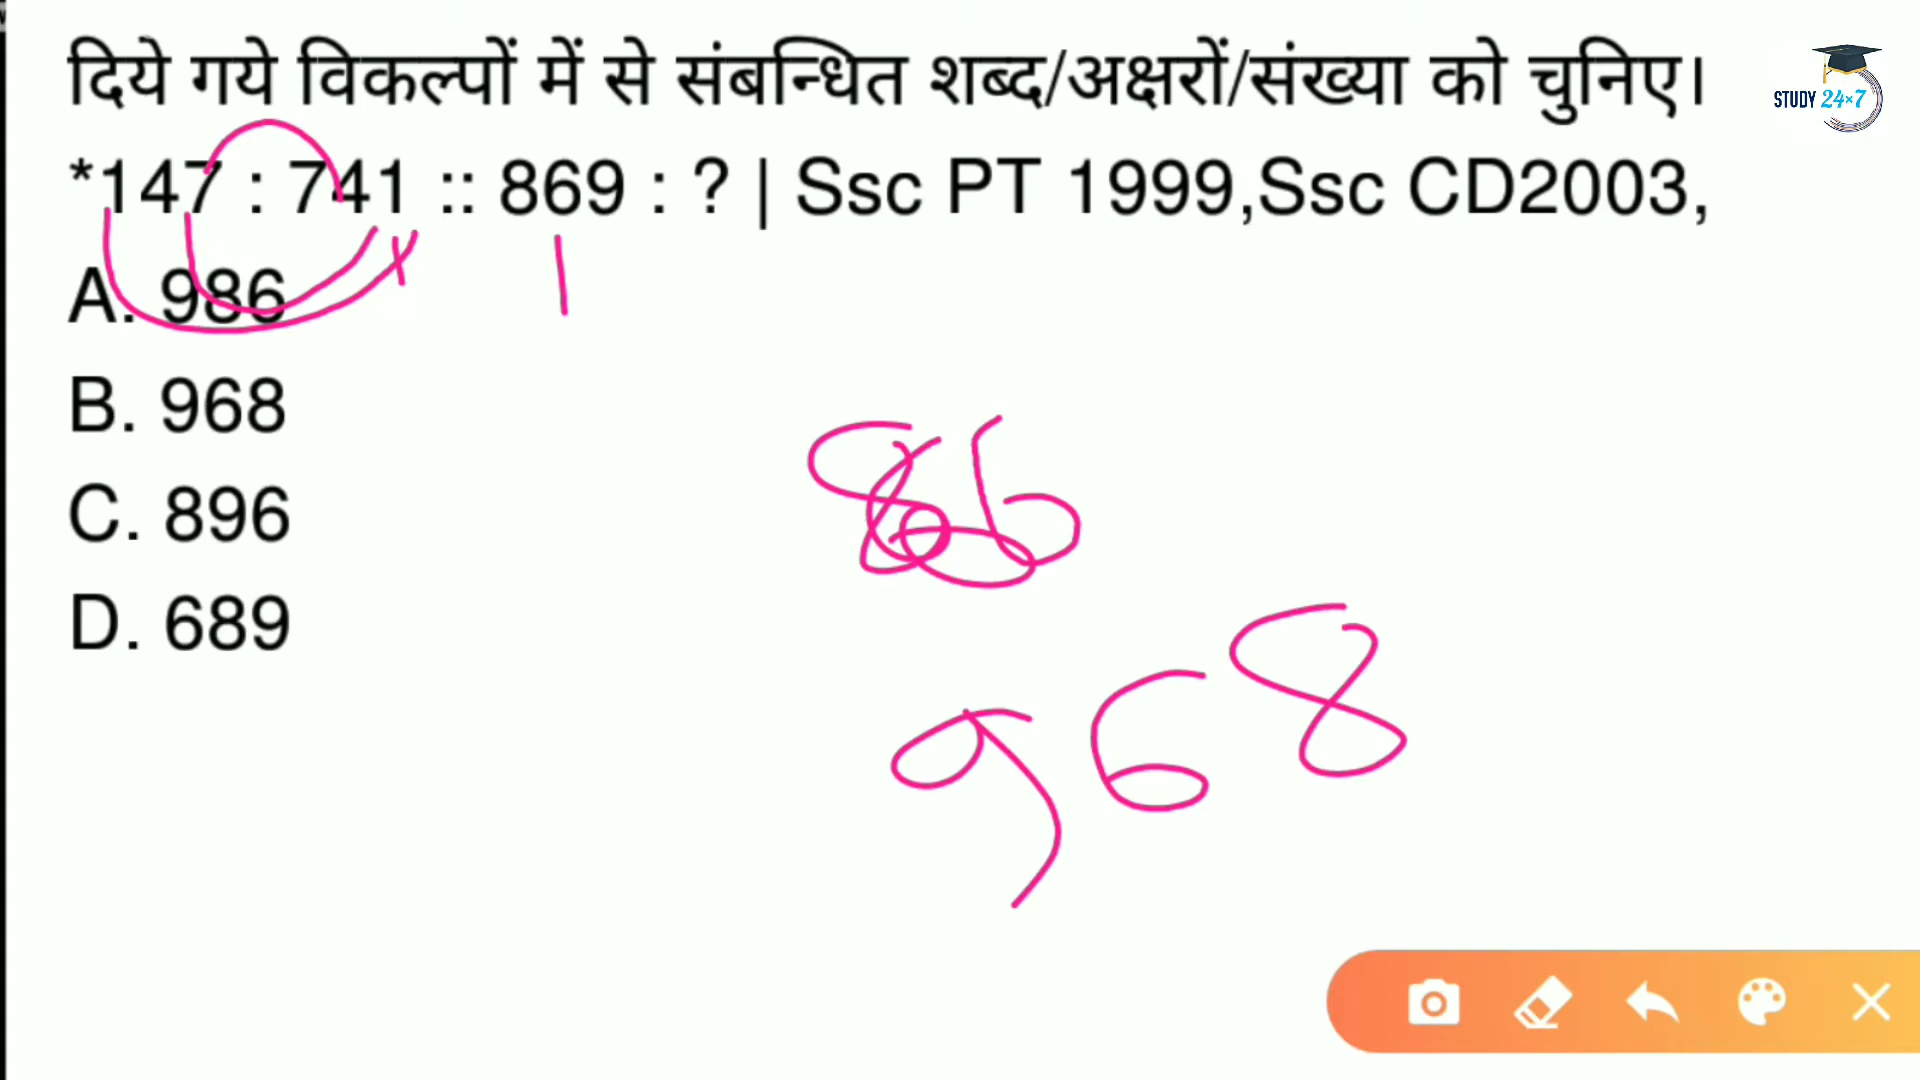 दिये गये विकल्पों में से संबन्धित शब्द/अक्षरों/संख्या को चुनिए।
STUDY 24×7
*147 : 741 :: 869 : ? | Ssc PT 1999,Ssc CD2003,
A. 986
B. 968
C. 896
D. 689
968